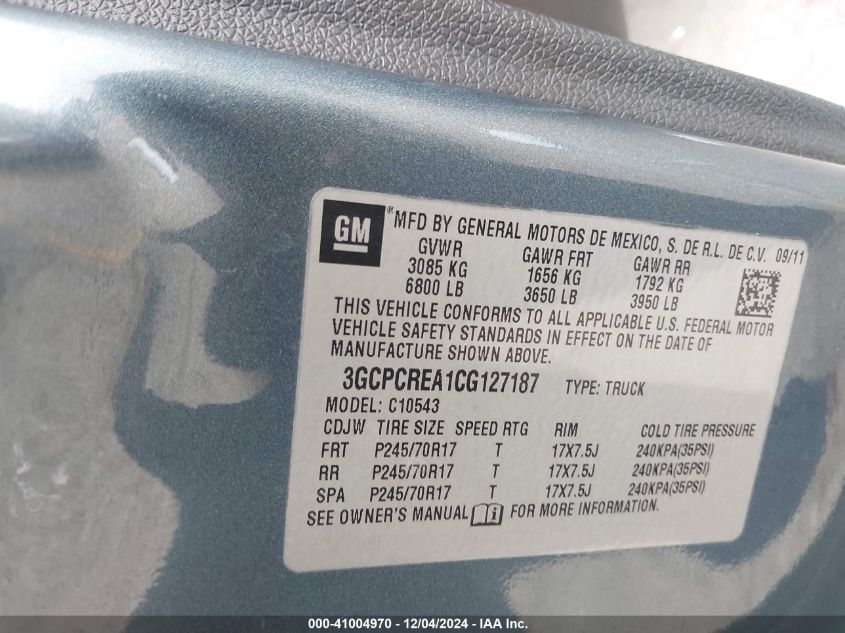 GM ® MFD BY GENERAL MOTORS DE MEXICO, S. DE R.L. DE C.V. 09/11
GVWR GAWR FRT GAWR RR
3085 KG 1656 KG 1792 KG
6800 LB 3650 LB 3950 LB
THIS VEHICLE CONFORMS TO ALL APPLICABLE U.S. FEDERAL MOTOR
VEHICLE SAFETY STANDARDS IN EFFECT ON THE DATE OF
MANUFACTURE SHOWN ABOVE.
3GCPCREA1CG127187 TYPE: TRUCK
MODEL: C10543
CDJW TIRE SIZE SPEED RTG RIM COLD TIRE PRESSURE
FRT P245/70R17 T 17X7.5J 240KPA(35PSI)
RR P245/70R17 T 17X7.5J 240KPA(35PSI)
SPA P245/70R17 T 17X7.5J 240KPA(35PSI)
SEE OWNER'S MANUAL i FOR MORE INFORMATION.
000-41004970 - 12/04/2024 - IAA Inc.